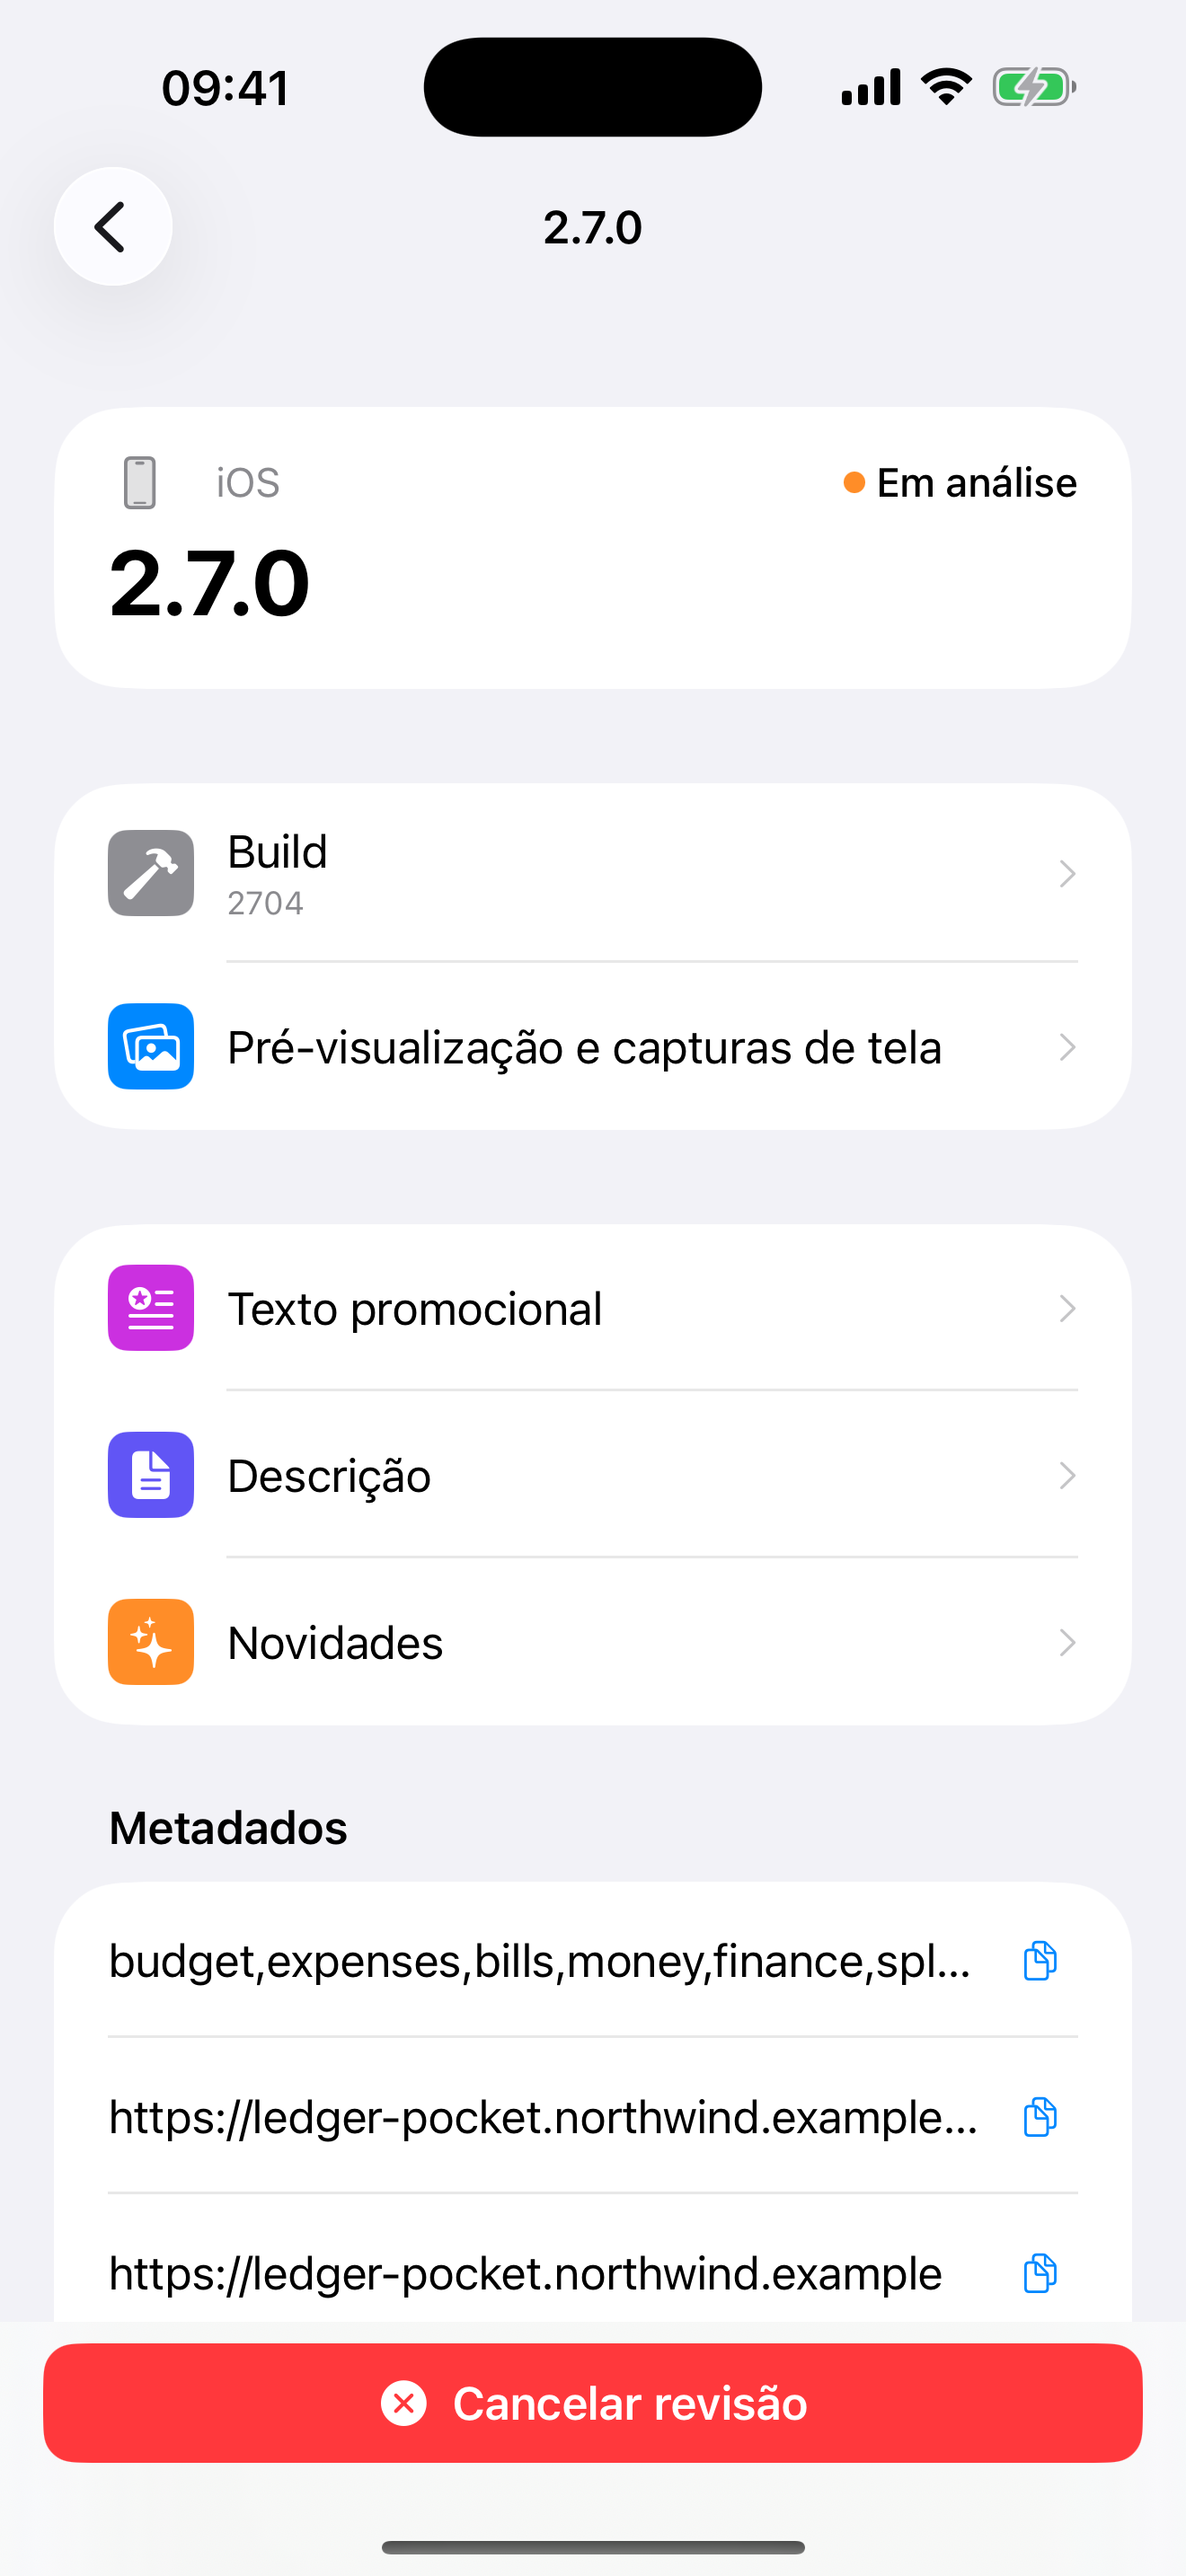 09:41
2.7.0
iOS
Em análise
2.7.0
Build
2704
Pré-visualização e capturas de tela
Texto promocional
Descrição
Novidades
Metadados
budget,expenses,bills,money,finance,spl...
https://ledger-pocket.northwind.example...
https://ledger-pocket.northwind.example
Cancelar revisão